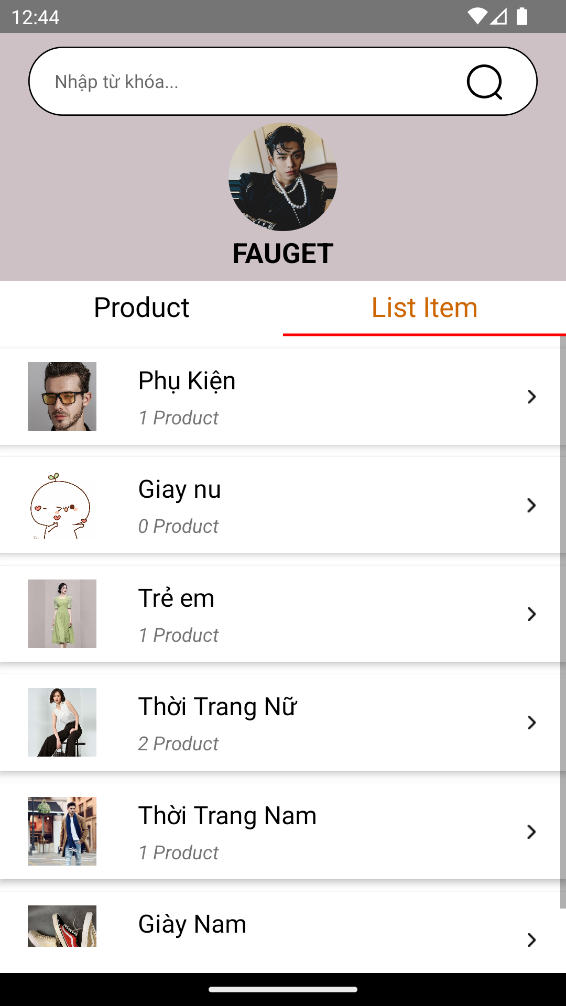 12:44
Nhập từ khóa...
FAUGET
Product
List Item
Phụ Kiện
1 Product
Giay nu
0 Product
Trẻ em
1 Product
Thời Trang Nữ
2 Product
Thời Trang Nam
1 Product
Giày Nam